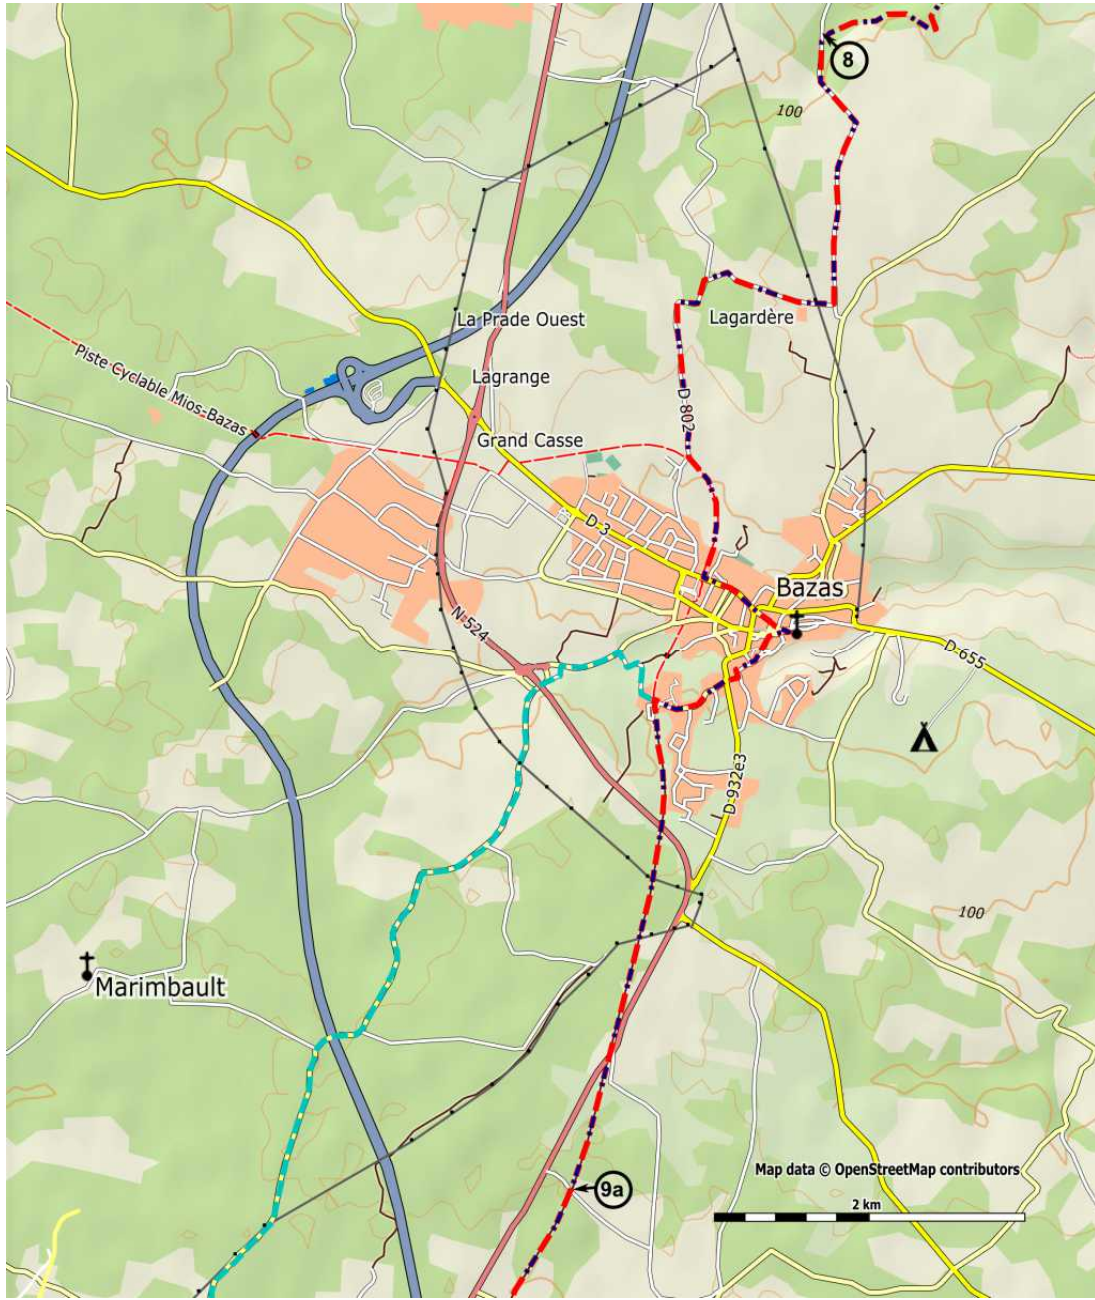 8
100
La Prade Ouest
Lagardère
Piste Cyclable Mios-Bazas
Lagrange
D 802
Grand Casse
D 3
Bazas
N 524
D 655
D 932e3
100
Marimbault
Map data © OpenStreetMap contributors
9a
2 km